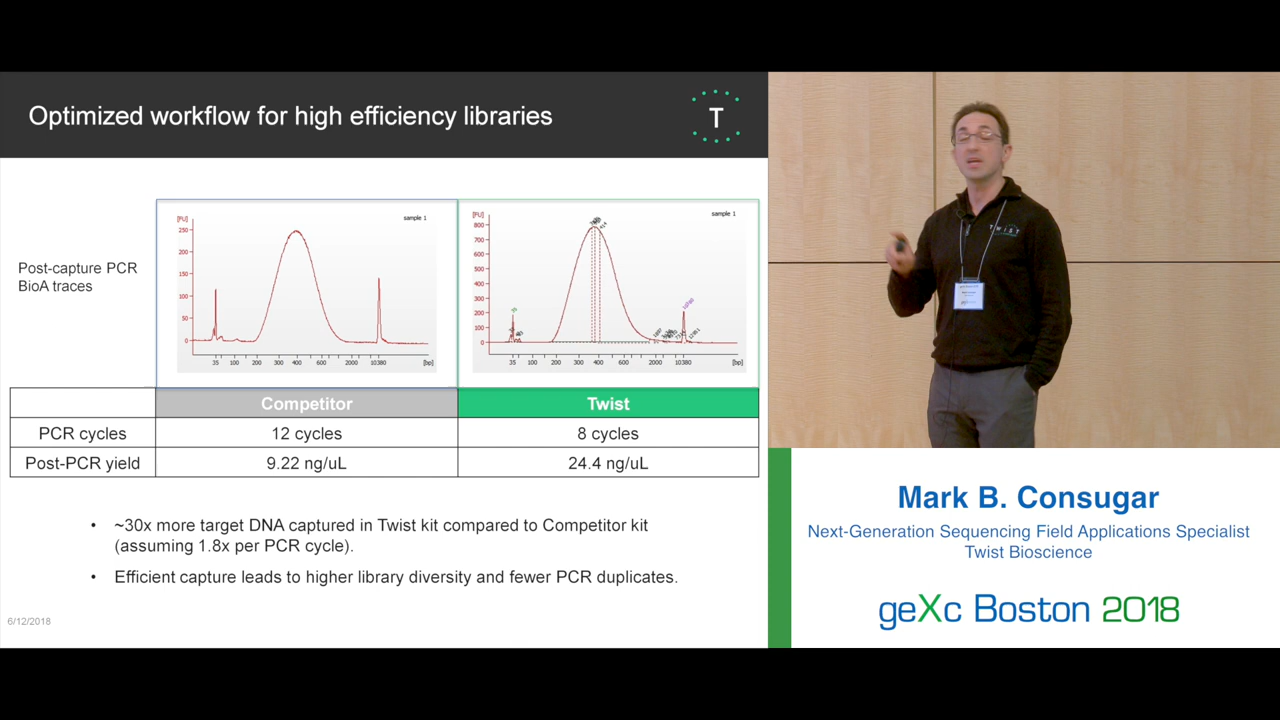 Optimized workflow for high efficiency libraries
T
Post-capture PCR
BioA traces
[FU]
sample 1
250
200
150
100
50
0
35 100 200 300 400 600 2000 10380 [bp]
[FU]
sample 1
800
700
600
500
400
300
200
100
0
35 100 200 300 400 600 2000 10380 [bp]
Competitor Twist
PCR cycles 12 cycles 8 cycles
Post-PCR yield 9.22 ng/uL 24.4 ng/uL
• ~30x more target DNA captured in Twist kit compared to Competitor kit
(assuming 1.8x per PCR cycle).
• Efficient capture leads to higher library diversity and fewer PCR duplicates.
6/12/2018
TWIST
Mark B. Consugar
Next-Generation Sequencing Field Applications Specialist
Twist Bioscience
geXc Boston 2018